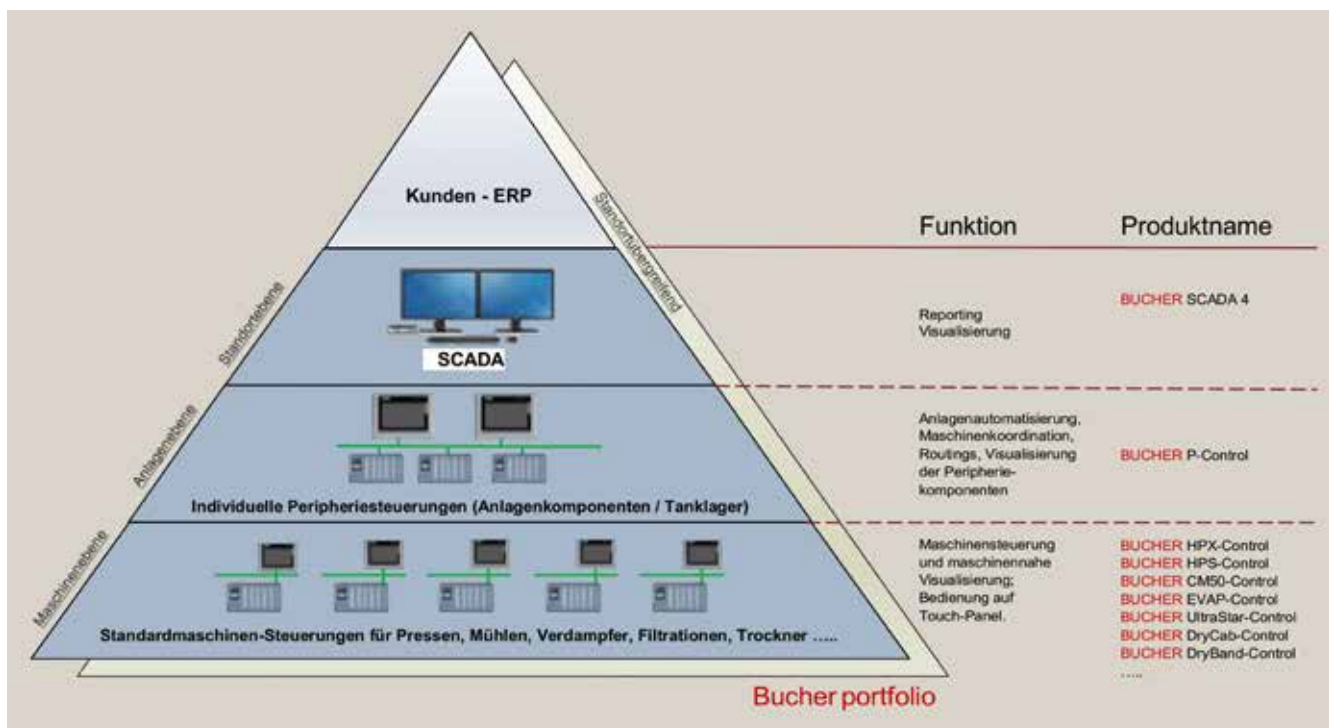 Kunden - ERP
Standortübergreifend
Funktion
Produktname
Standortebene
SCADA
Reporting
Visualisierung
BUCHER SCADA 4
Anlagenebene
Individuelle Peripheriesteuerungen (Anlagenkomponenten / Tanklager)
Anlagenautomatisierung,
Maschinenkoordination,
Routings, Visualisierung
der Peripherie-
komponenten
BUCHER P-Control
Maschinenebene
Standardmaschinen-Steuerungen für Pressen, Mühlen, Verdampfer, Filtrationen, Trockner .....
Maschinensteuerung
und maschinennahe
Visualisierung;
Bedienung auf
Touch-Panel.
BUCHER HPX-Control
BUCHER HPS-Control
BUCHER CM50-Control
BUCHER EVAP-Control
BUCHER UltraStar-Control
BUCHER DryCab-Control
BUCHER DryBand-Control
.....
Bucher portfolio